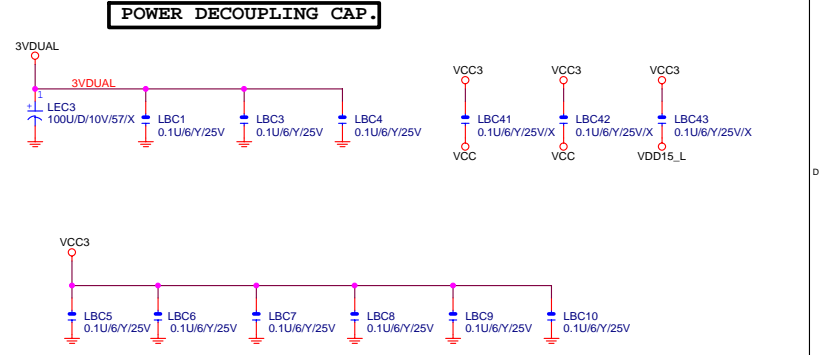 POWER DECOUPLING CAP.
3VDUAL
3VDUAL
1
+
LEC3
100U/D/10V/57/X
LBC1
0.1U/6/Y/25V
LBC3
0.1U/6/Y/25V
LBC4
0.1U/6/Y/25V
VCC3
VCC3
VCC3
LBC41
0.1U/6/Y/25V/X
LBC42
0.1U/6/Y/25V/X
LBC43
0.1U/6/Y/25V/X
VCC
VCC
VDD15_L
D
VCC3
LBC5
0.1U/6/Y/25V
LBC6
0.1U/6/Y/25V
LBC7
0.1U/6/Y/25V
LBC8
0.1U/6/Y/25V
LBC9
0.1U/6/Y/25V
LBC10
0.1U/6/Y/25V